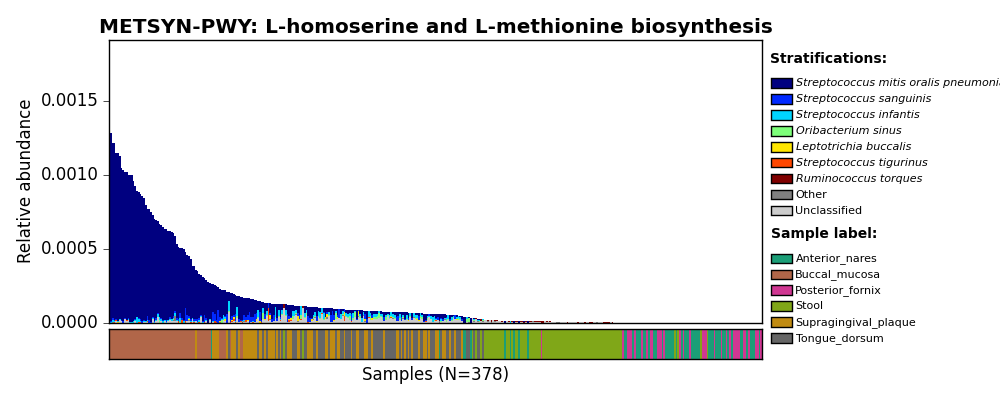 METSYN-PWY: L-homoserine and L-methionine biosynthesis
Relative abundance
0.0015
0.0010
0.0005
0.0000
Samples (N=378)
Stratifications:
Streptococcus mitis oralis pneumonia
Streptococcus sanguinis
Streptococcus infantis
Oribacterium sinus
Leptotrichia buccalis
Streptococcus tigurinus
Ruminococcus torques
Other
Unclassified
Sample label:
Anterior_nares
Buccal_mucosa
Posterior_fornix
Stool
Supragingival_plaque
Tongue_dorsum